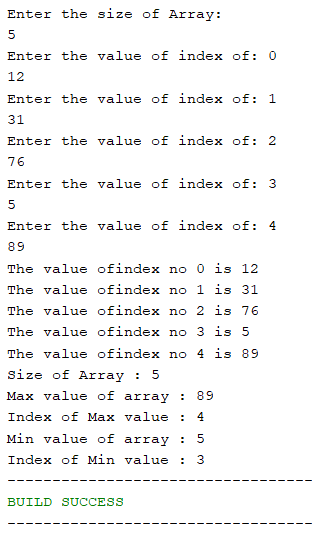 Enter the size of Array:
5
Enter the value of index of: 0
12
Enter the value of index of: 1
31
Enter the value of index of: 2
76
Enter the value of index of: 3
5
Enter the value of index of: 4
89
The value ofindex no 0 is 12
The value ofindex no 1 is 31
The value ofindex no 2 is 76
The value ofindex no 3 is 5
The value ofindex no 4 is 89
Size of Array : 5
Max value of array : 89
Index of Max value : 4
Min value of array : 5
Index of Min value : 3
----------------------------------
BUILD SUCCESS
----------------------------------